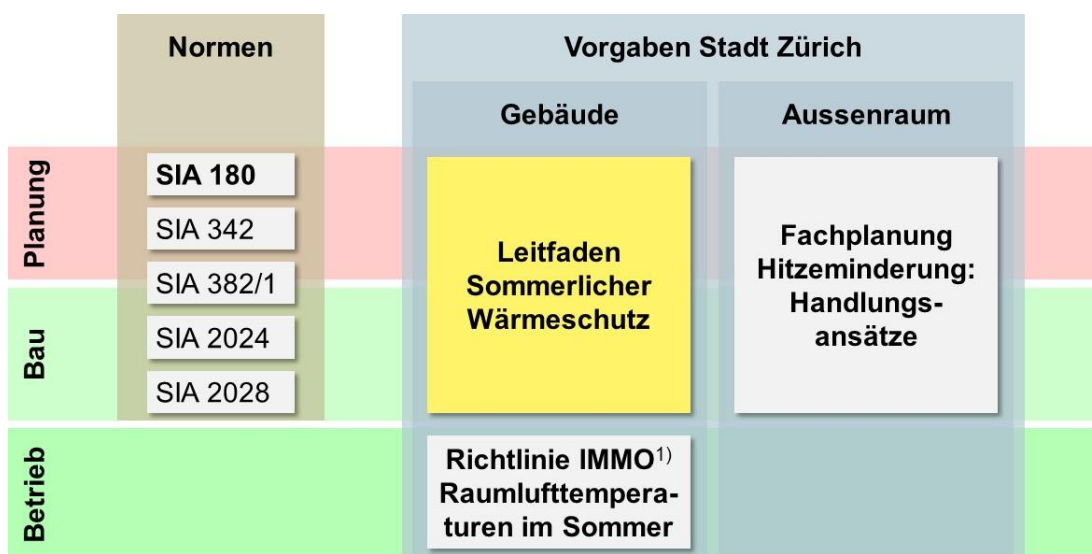 Normen
Vorgaben Stadt Zürich
Gebäude
Aussenraum
Planung
SIA 180
SIA 342
SIA 382/1
SIA 2024
SIA 2028
Leitfaden
Sommerlicher
Wärmeschutz
Fachplanung
Hitzeminderung:
Handlungs-
ansätze
Bau
Betrieb
Richtlinie IMMO1)
Raumlufttempera-
turen im Sommer